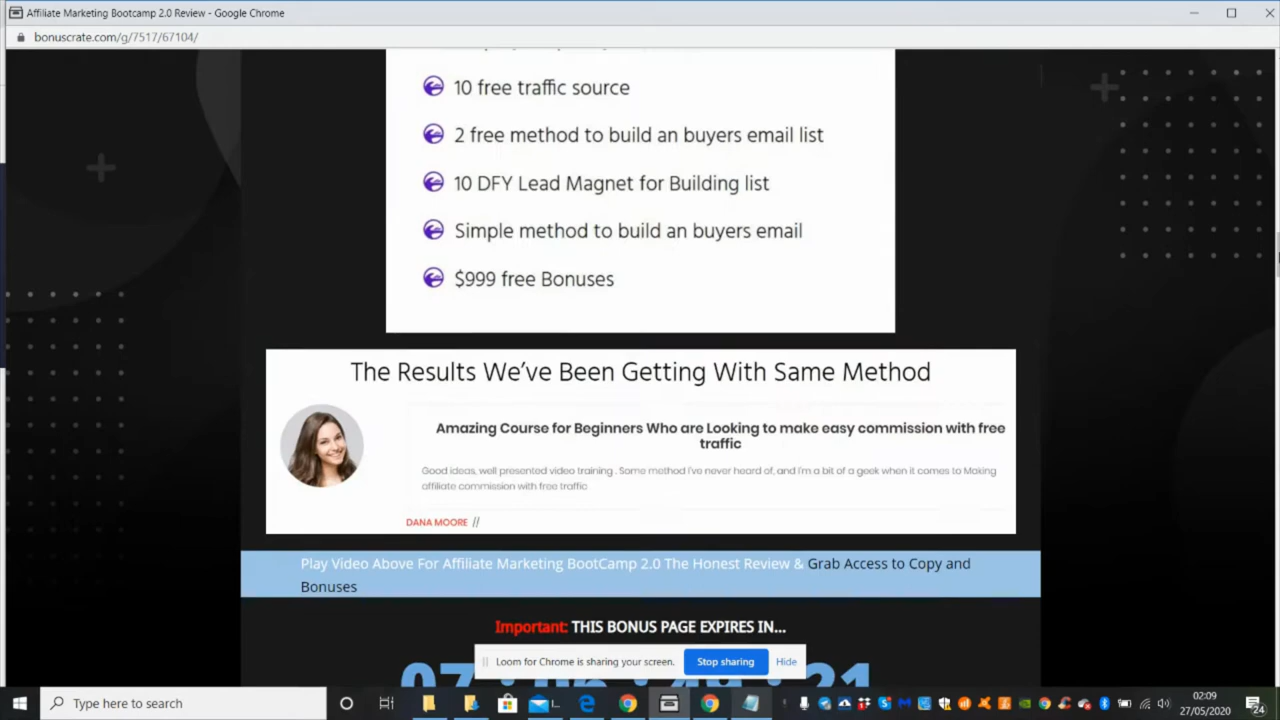 Affiliate Marketing Bootcamp 2.0 Review - Google Chrome
bonuscrate.com/g/7517/67104/
10 free traffic source
2 free method to build an buyers email list
10 DFY Lead Magnet for Building list
Simple method to build an buyers email
$999 free Bonuses
The Results We've Been Getting With Same Method
Amazing Course for Beginners Who are Looking to make easy commission with free
traffic
Good ideas, well presented video training . Some method I've never heard of, and i'm a bit of a geek when it comes to Making
affiliate commission with free traffic
DANA MOORE //
Play Video Above For Affiliate Marketing BootCamp 2.0 The Honest Review & Grab Access to Copy and
Bonuses
Important: THIS BONUS PAGE EXPIRES IN...
Loom for Chrome is sharing your screen. Stop sharing Hide
Type here to search
02:09
27/05/2020
24